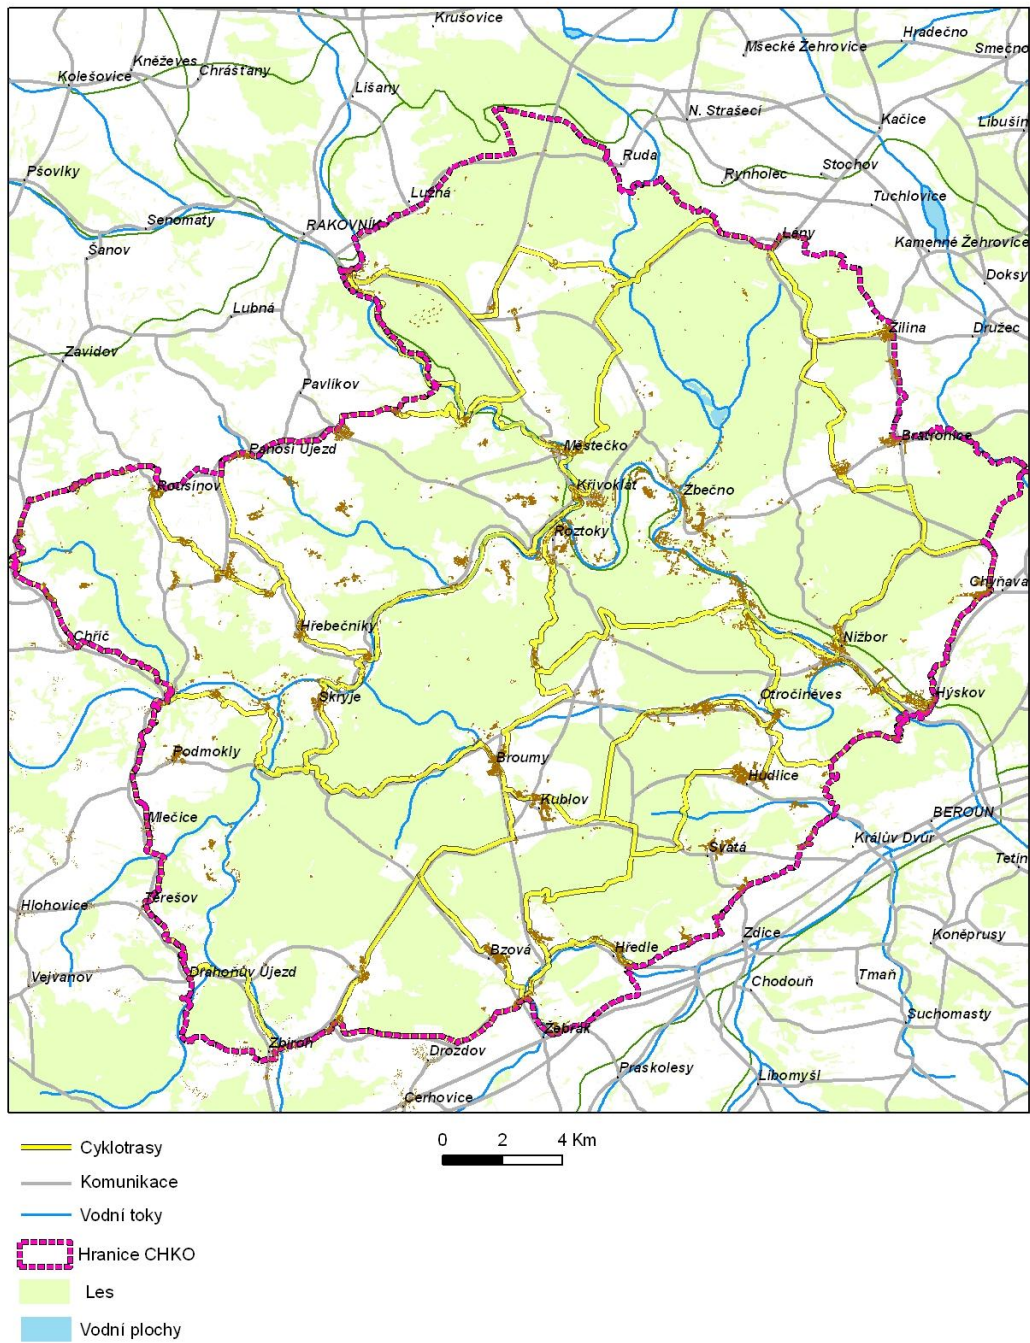 Krušovice
Hradečno
Mšecké Žehrovice
Smečno
Kněževes
Kolešovice
Chrášťany
Lišany
N. Strašecí
Kačice
Libušín
Ruda
Stochov
Pšovlky
Rynholec
Lužná
Tuchlovice
Senomaty
RAKOVNÍK
Lány
Kamenné Žehrovice
Šanov
Doksy
Lubná
Žilina
Družec
Zavidov
Pavlíkov
Bratronice
Panoší Újezd
Městečko
Rousínov
Křivoklát
Zbečno
Roztoky
Chyňava
Hřebečníky
Chříč
Nižbor
Skryje
Otročiněves
Hýskov
Podmokly
Broumy
Hudlice
Kublov
Mlečice
BEROUN
Králův Dvůr
Svatá
Tetín
Terešov
Hlohovice
Zdice
Hředle
Koněprusy
Bzová
Vejvanov
Drahoňův Újezd
Chodouň
Tmaň
Suchomasty
Žebrák
Zbiroh
Drozdov
Praskolesy
Libomyšl
Cerhovice
0 2 4 Km
Cyklotrasy
Komunikace
Vodní toky
Hranice CHKO
Les
Vodní plochy